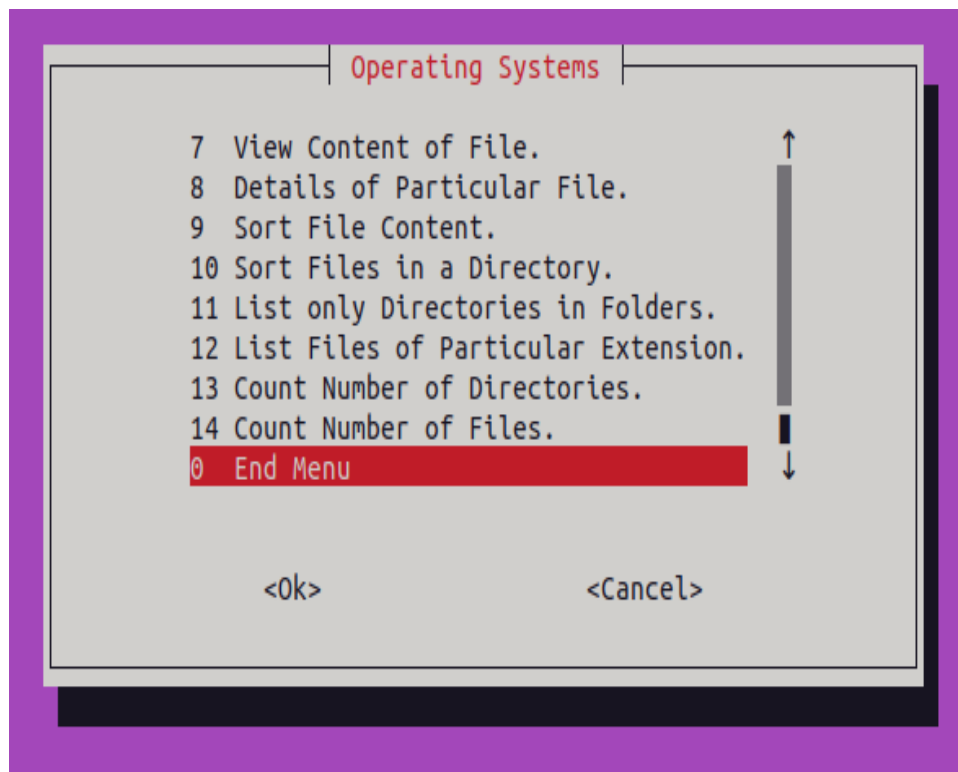 Operating Systems
7 View Content of File.
8 Details of Particular File.
9 Sort File Content.
10 Sort Files in a Directory.
11 List only Directories in Folders.
12 List Files of Particular Extension.
13 Count Number of Directories.
14 Count Number of Files.
0 End Menu
<Ok> <Cancel>